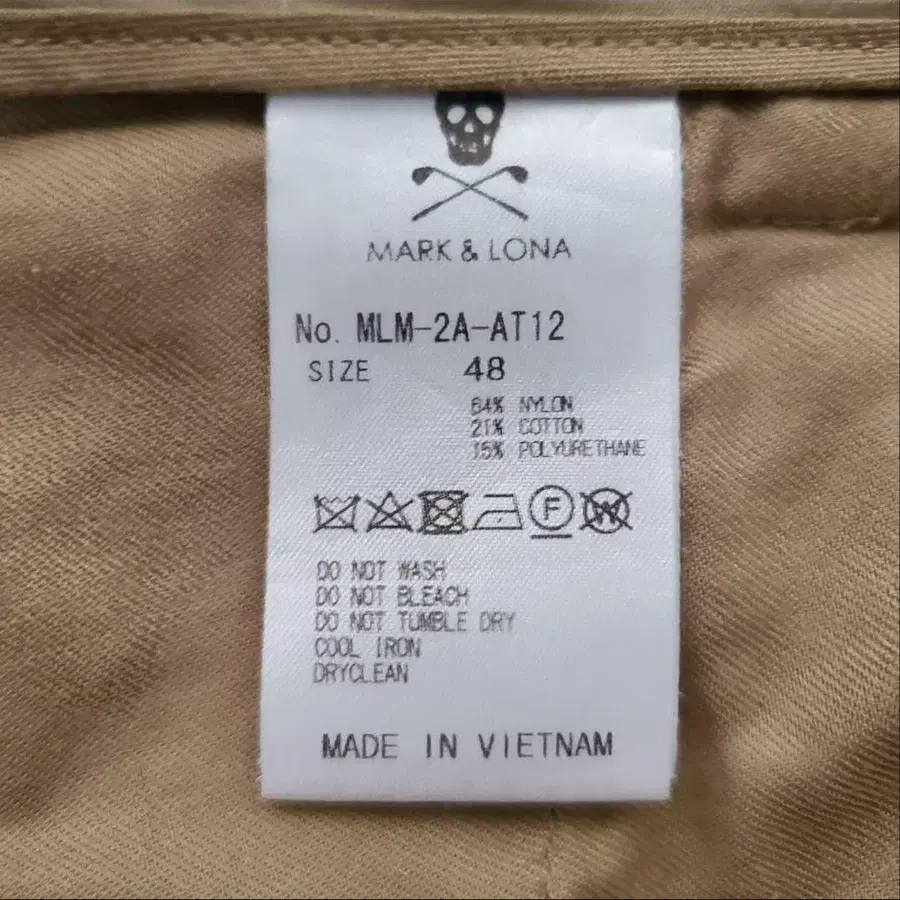 MARK & LONA
No. MLM-2A-AT12
SIZE 48
64% NYLON
21% COTTON
15% POLYURETHANE
F W
DO NOT WASH
DO NOT BLEACH
DO NOT TUMBLE DRY
COOL IRON
DRYCLEAN
MADE IN VIETNAM